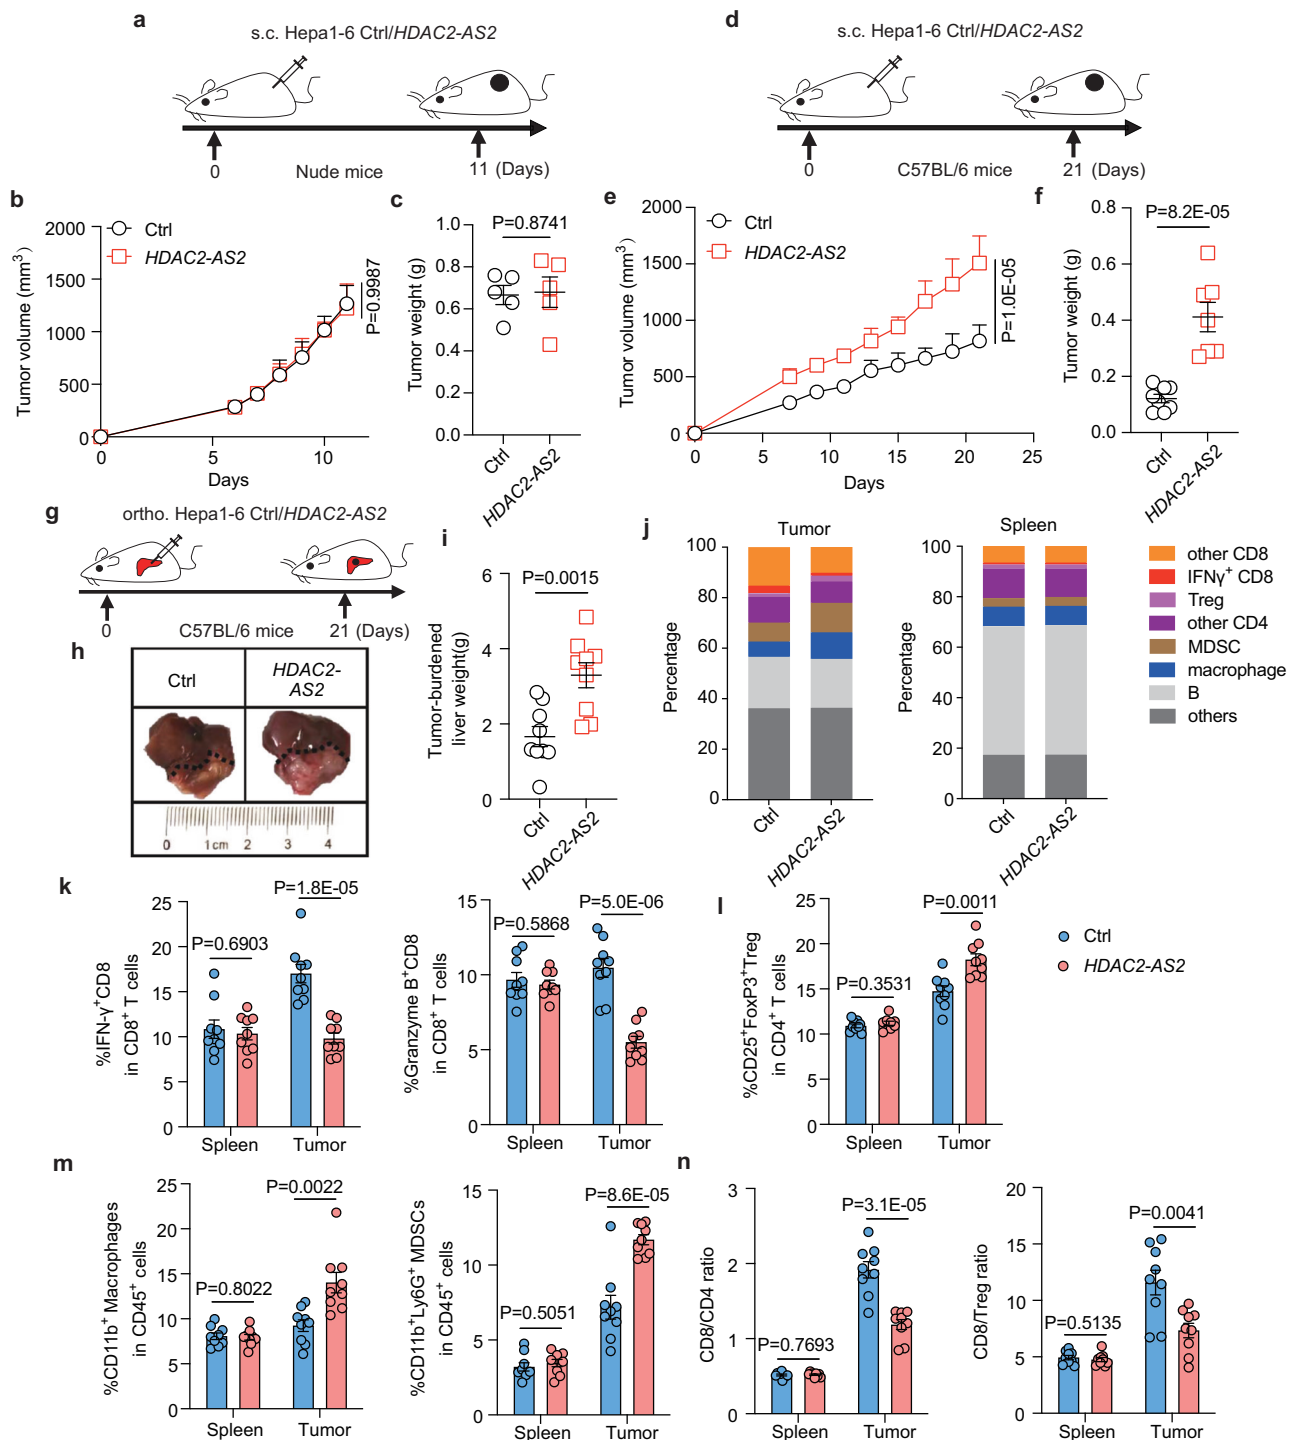 a
s.c. Hepa1-6 Ctrl/HDAC2-AS2
0
Nude mice
11 (Days)
d
s.c. Hepa1-6 Ctrl/HDAC2-AS2
0
C57BL/6 mice
21 (Days)
b
Tumor volume (mm³)
2000
1500
1000
500
0
Ctrl
HDAC2-AS2
P=0.9987
0
5
10
Days
c
Tumor weight (g)
1.0
0.8
0.6
0.4
0.2
0.0
P=0.8741
Ctrl
HDAC2-AS2
e
Tumor volume (mm³)
2000
1500
1000
500
0
Ctrl
HDAC2-AS2
P=1.0E-05
0
5
10
15
20
25
Days
f
Tumor weight (g)
0.8
0.6
0.4
0.2
0.0
P=8.2E-05
Ctrl
HDAC2-AS2
g
ortho. Hepa1-6 Ctrl/HDAC2-AS2
0
C57BL/6 mice
21 (Days)
h
Ctrl
HDAC2-
AS2
0 1cm 2 3 4
i
Tumor-burdened
liver weight(g)
6
4
2
0
P=0.0015
Ctrl
HDAC2-AS2
j
Tumor
Percentage
100
80
60
40
20
0
Ctrl
HDAC2-AS2
Spleen
Percentage
100
80
60
40
20
0
Ctrl
HDAC2-AS2
other CD8
IFNγ⁺ CD8
Treg
other CD4
MDSC
macrophage
B
others
k
%IFN-γ⁺CD8
in CD8⁺ T cells
25
20
15
10
5
0
P=0.6903
P=1.8E-05
Spleen
Tumor
%Granzyme B⁺CD8
in CD8⁺ T cells
15
10
5
0
P=0.5868
P=5.0E-06
Spleen
Tumor
l
%CD25⁺FoxP3⁺Treg
in CD4⁺ T cells
25
20
15
10
5
0
P=0.3531
P=0.0011
Spleen
Tumor
Ctrl
HDAC2-AS2
m
%CD11b⁺ Macrophages
in CD45⁺ cells
25
20
15
10
5
0
P=0.8022
P=0.0022
Spleen
Tumor
%CD11b⁺Ly6G⁺ MDSCs
in CD45⁺ cells
15
10
5
0
P=0.5051
P=8.6E-05
Spleen
Tumor
n
CD8/CD4 ratio
3
2
1
0
P=0.7693
P=3.1E-05
Spleen
Tumor
CD8/Treg ratio
20
15
10
5
0
P=0.5135
P=0.0041
Spleen
Tumor